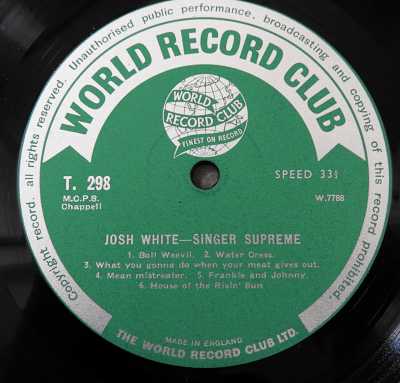 Copyright record. all rights reserved. Unauthorised public performance, broadcasting and copying of this record prohibited.
WORLD RECORD CLUB
WORLD
RECORD CLUB
FINEST ON RECORD
T. 298
M.C.P.S.
Chappell
SPEED 33⅓
W.7788
JOSH WHITE—SINGER SUPREME
1. Boll Weevil. 2. Water Cress.
3. What you gonna do when your meat gives out.
4. Mean mistreater. 5. Frankie and Johnny.
6. House of the Risin' Sun
MADE IN ENGLAND
THE WORLD RECORD CLUB LTD.